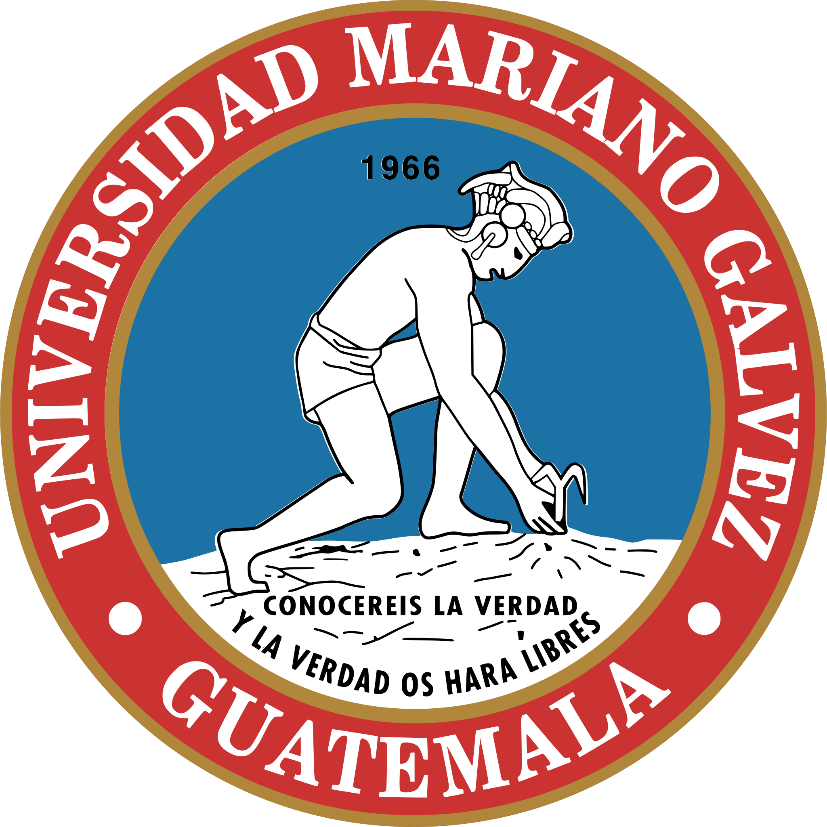 UNIVERSIDAD MARIANO GALVEZ
1966
CONOCEREIS LA VERDAD
Y LA VERDAD OS HARA LIBRES
GUATEMALA